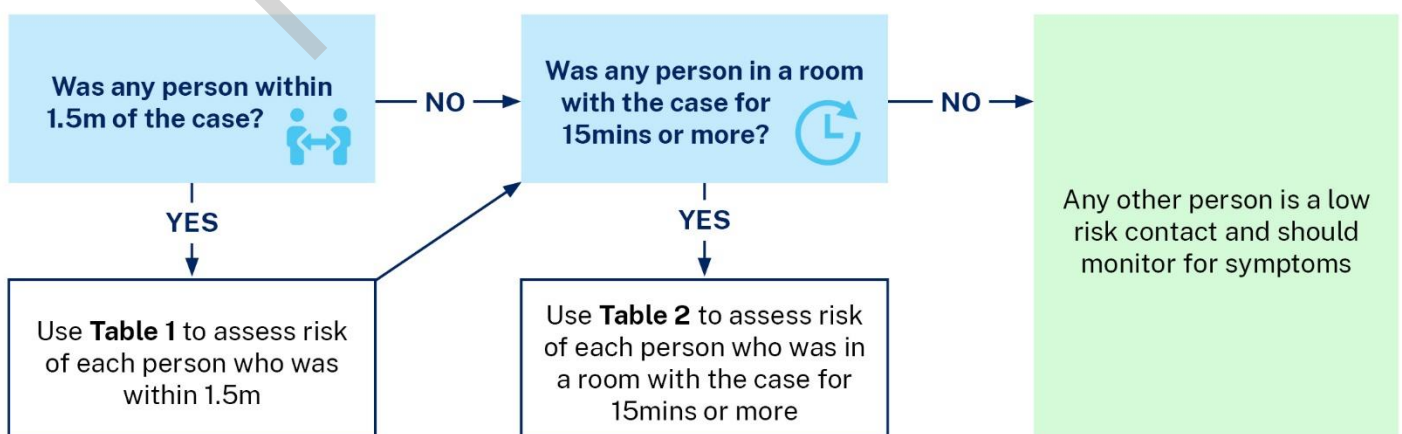 Was any person within
1.5m of the case?
NO
Was any person in a room
with the case for
15mins or more?
NO
YES
YES
Any other person is a low
risk contact and should
monitor for symptoms
Use Table 1 to assess risk
of each person who was
within 1.5m
Use Table 2 to assess risk
of each person who was in
a room with the case for
15mins or more